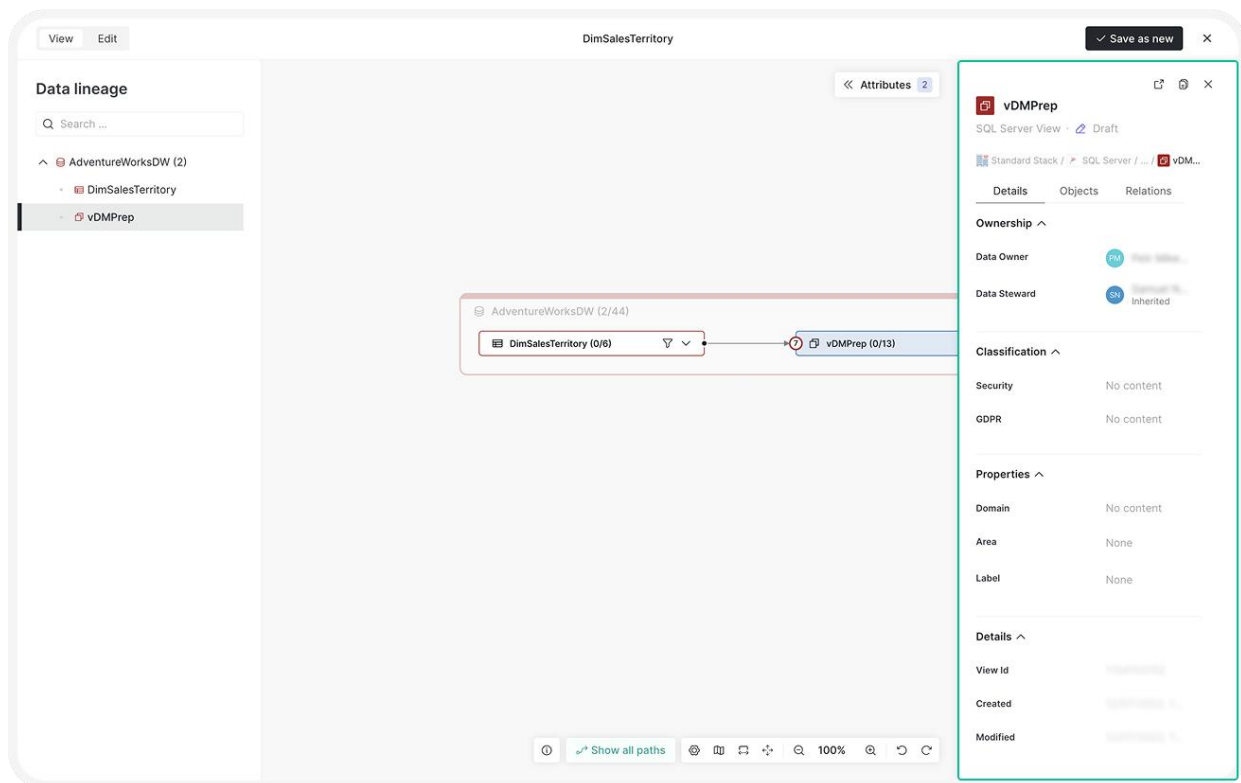 View Edit DimSalesTerritory Save as new
Data lineage
Search ...
AdventureWorksDW (2)
DimSalesTerritory
vDMPrep
Attributes 2
AdventureWorksDW (2/44)
DimSalesTerritory (0/6)
7 vDMPrep (0/13)
Show all paths
100%
vDMPrep
SQL Server View · Draft
Standard Stack / SQL Server / ... / vDM...
Details Objects Relations
Ownership
Data Owner PM
Data Steward SN
Inherited
Classification
Security No content
GDPR No content
Properties
Domain No content
Area None
Label None
Details
View Id
Created
Modified